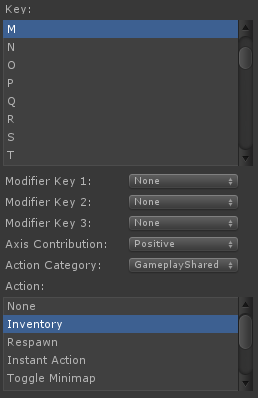 Key:
M
N
O
P
Q
R
S
T
Modifier Key 1: None
Modifier Key 2: None
Modifier Key 3: None
Axis Contribution: Positive
Action Category: GameplayShared
Action:
None
Inventory
Respawn
Instant Action
Toggle Minimap